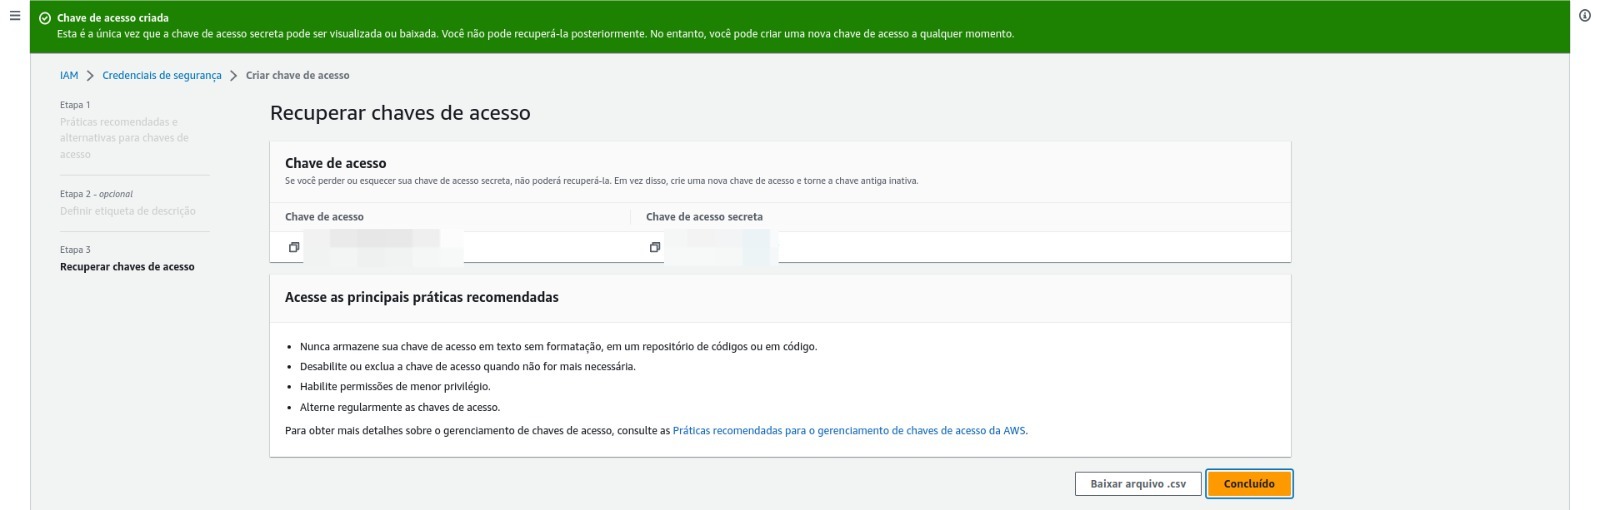 Chave de acesso criada
Esta é a única vez que a chave de acesso secreta pode ser visualizada ou baixada. Você não pode recuperá-la posteriormente. No entanto, você pode criar uma nova chave de acesso a qualquer momento.
IAM > Credenciais de segurança > Criar chave de acesso
Etapa 1
Práticas recomendadas e
alternativas para chaves de
acesso
Etapa 2 - opcional
Definir etiqueta de descrição
Etapa 3
Recuperar chaves de acesso
Recuperar chaves de acesso
Chave de acesso
Se você perder ou esquecer sua chave de acesso secreta, não poderá recuperá-la. Em vez disso, crie uma nova chave de acesso e torne a chave antiga inativa.
Chave de acesso
Chave de acesso secreta
Acesse as principais práticas recomendadas
• Nunca armazene sua chave de acesso em texto sem formatação, em um repositório de códigos ou em código.
• Desabilite ou exclua a chave de acesso quando não for mais necessária.
• Habilite permissões de menor privilégio.
• Alterne regularmente as chaves de acesso.
Para obter mais detalhes sobre o gerenciamento de chaves de acesso, consulte as Práticas recomendadas para o gerenciamento de chaves de acesso da AWS.
Baixar arquivo .csv
Concluído